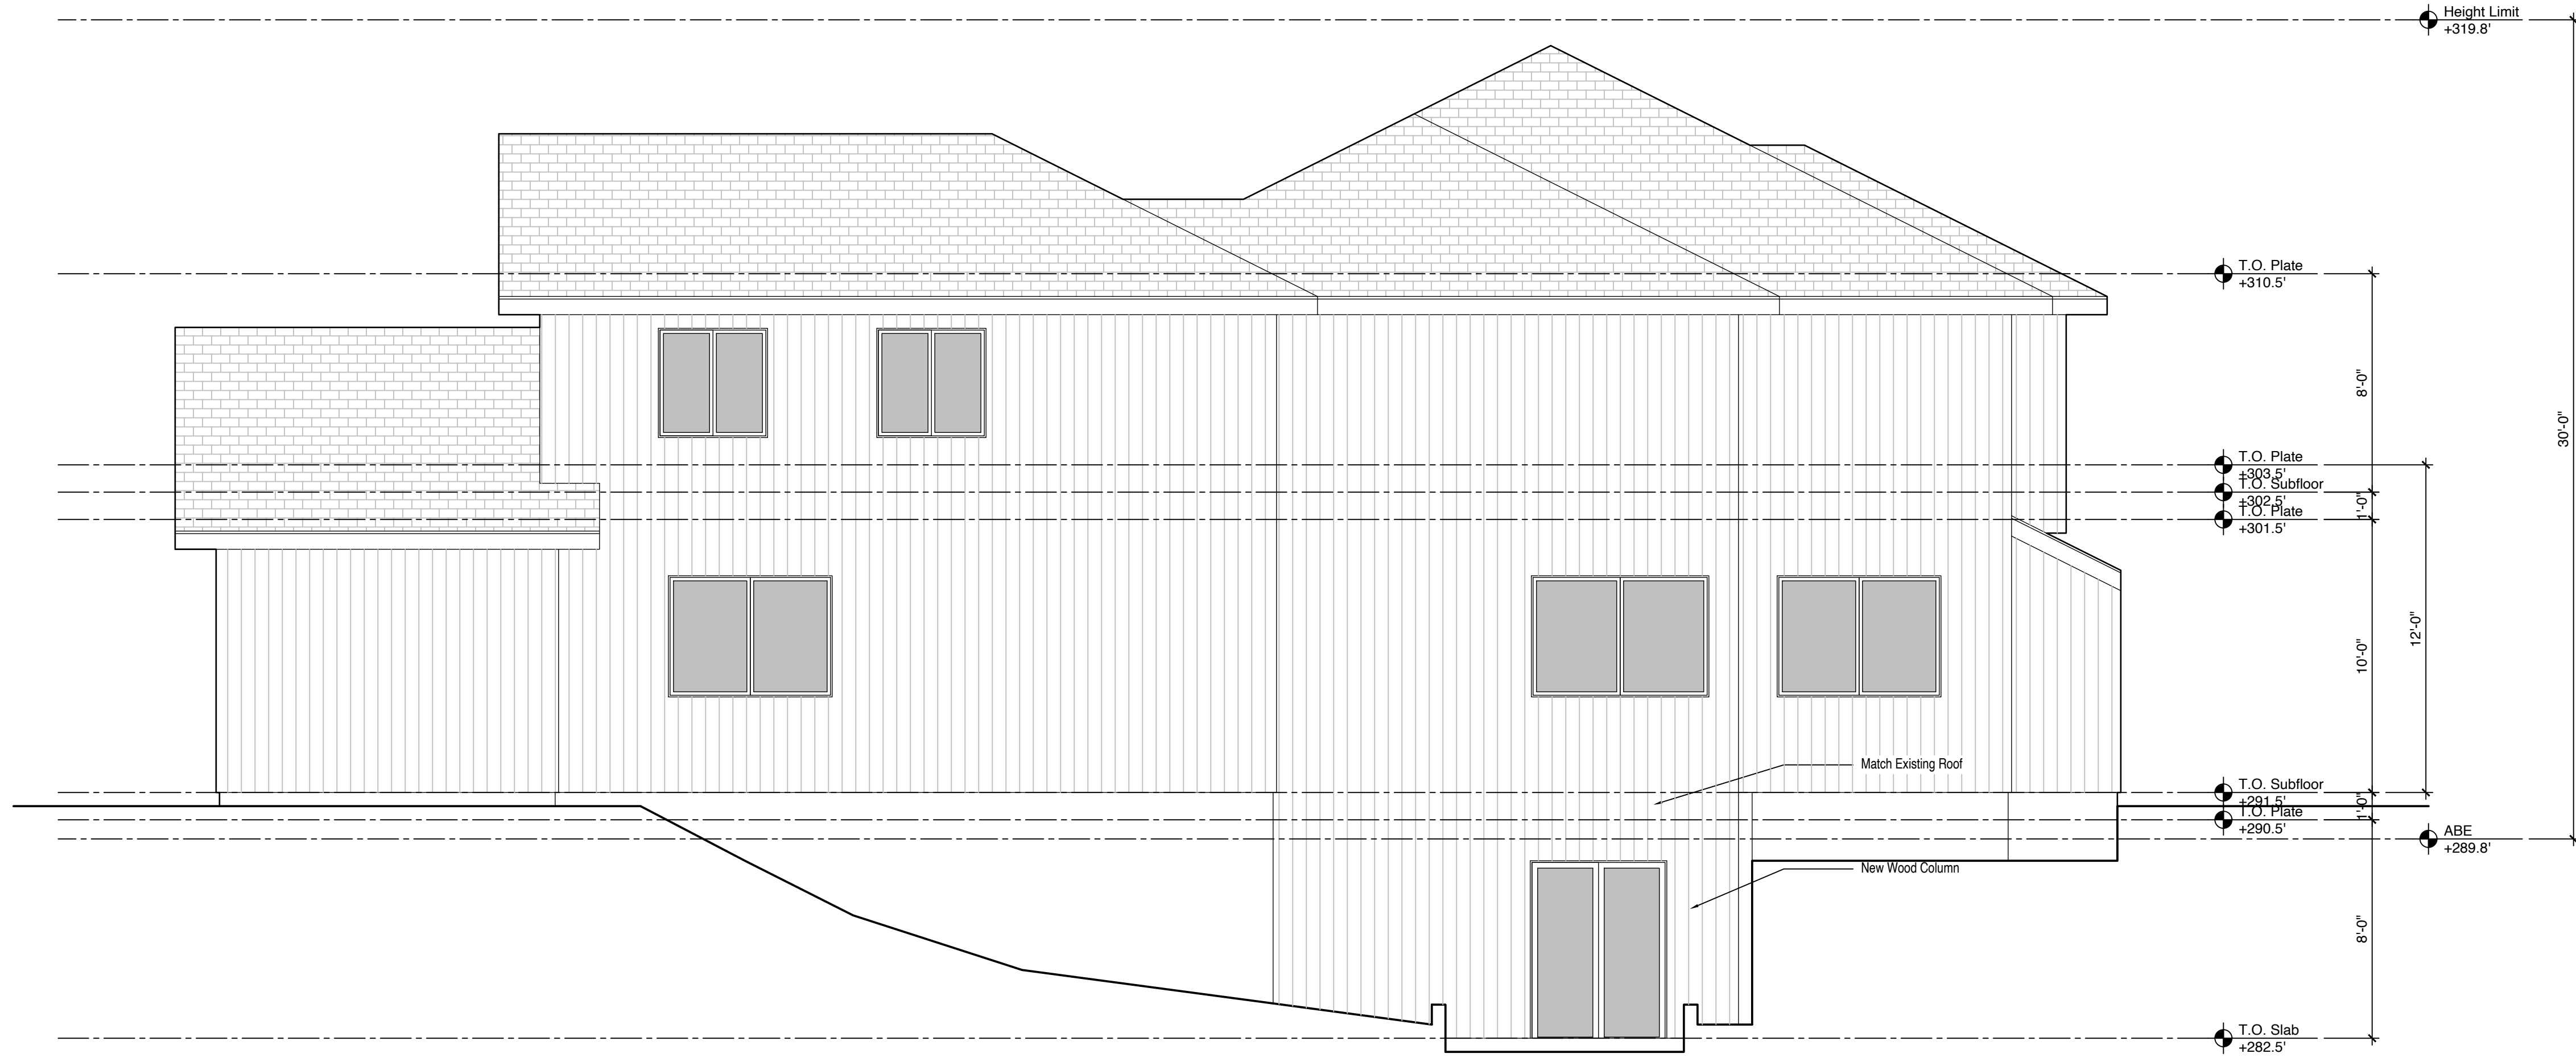 Height Limit
+319.8'
T.O. Plate
+310.5'
8'-0"
30'-0"
T.O. Plate
+303.5'
T.O. Subfloor
+302.5'
1'-0"
T.O. Plate
+301.5'
12'-0"
10'-0"
Match Existing Roof
T.O. Subfloor
+291.5'
1'-0"
T.O. Plate
+290.5'
ABE
+289.8'
New Wood Column
8'-0"
T.O. Slab
+282.5'